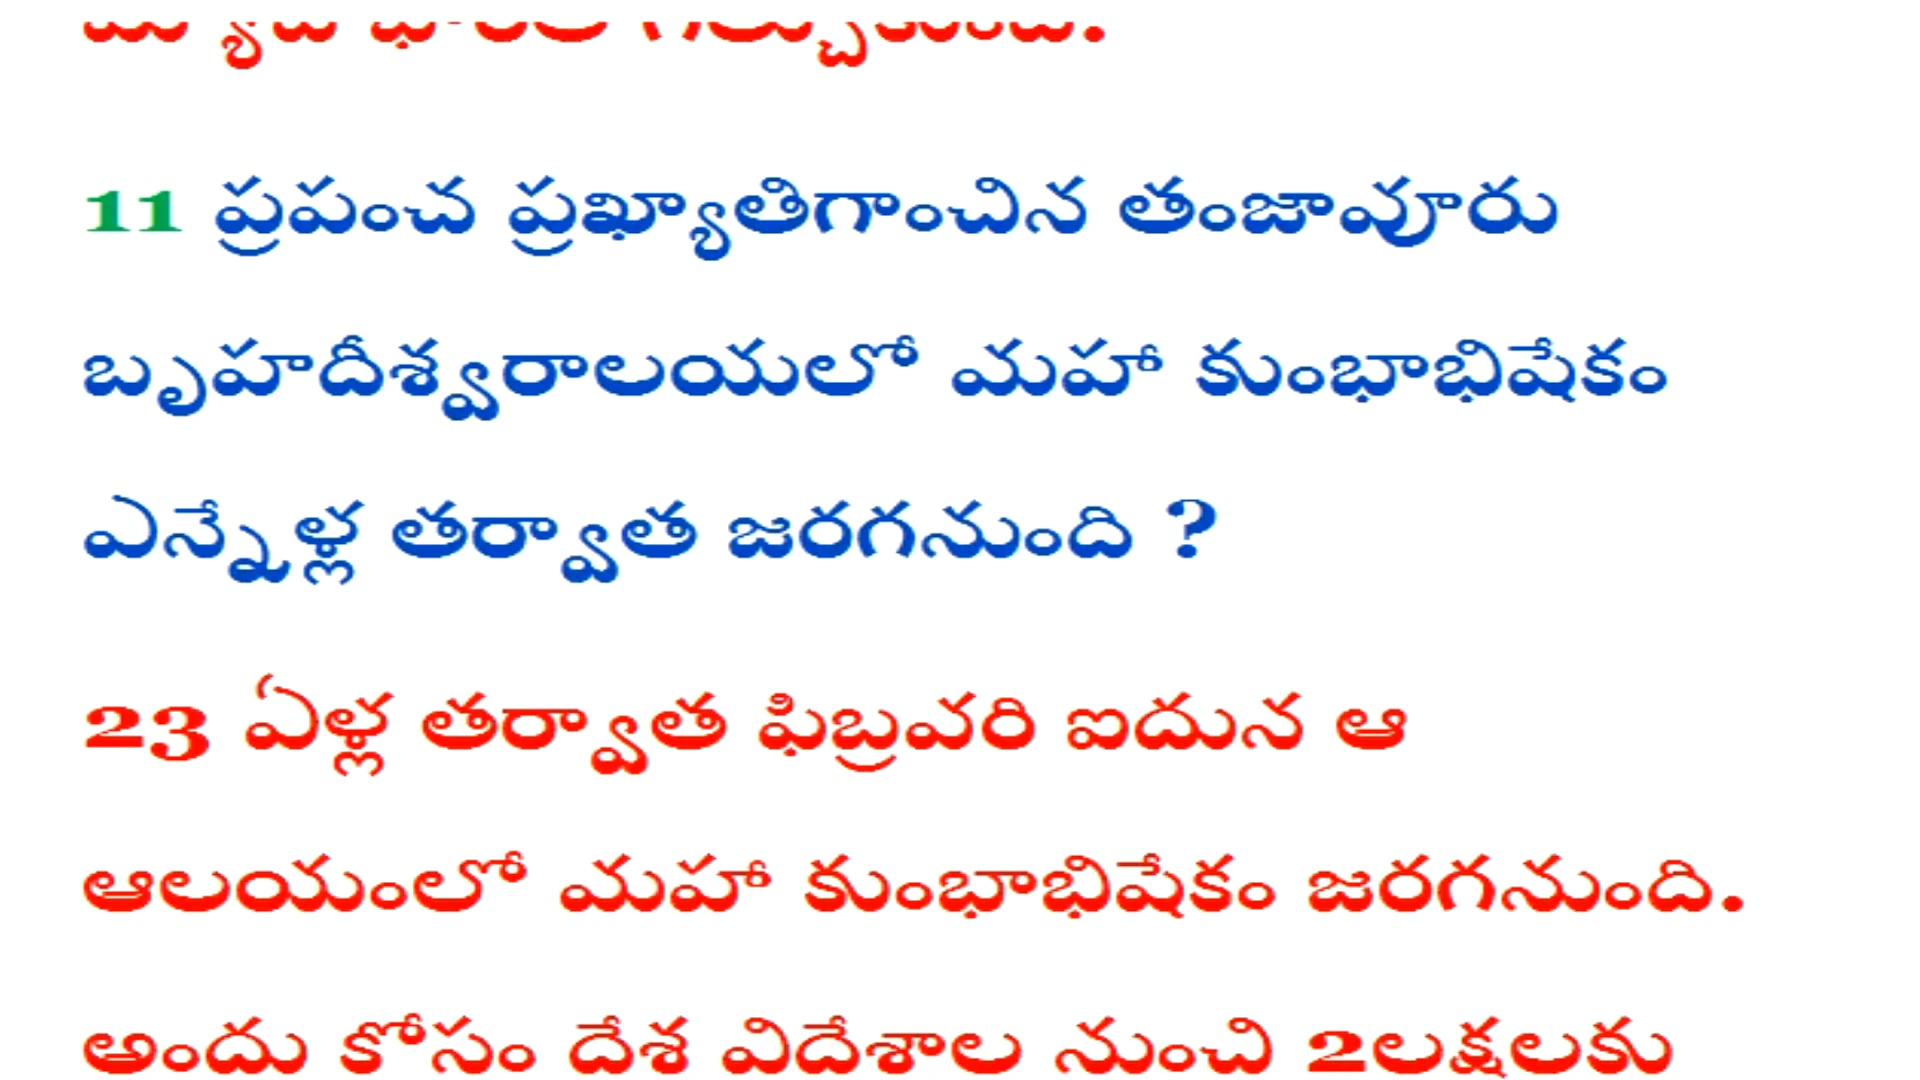 11 ప్రపంచ ప్రఖ్యాతిగాంచిన తంజావూరు
బృహదీశ్వరాలయలో మహా కుంభాభిషేకం
ఎన్నేళ్ల తర్వాత జరగనుంది ?
23 ఏళ్ల తర్వాత ఫిబ్రవరి ఐదున ఆ
ఆలయంలో మహా కుంభాభిషేకం జరగనుంది.
అందు కోసం దేశ విదేశాల నుంచి 2లక్షలకు